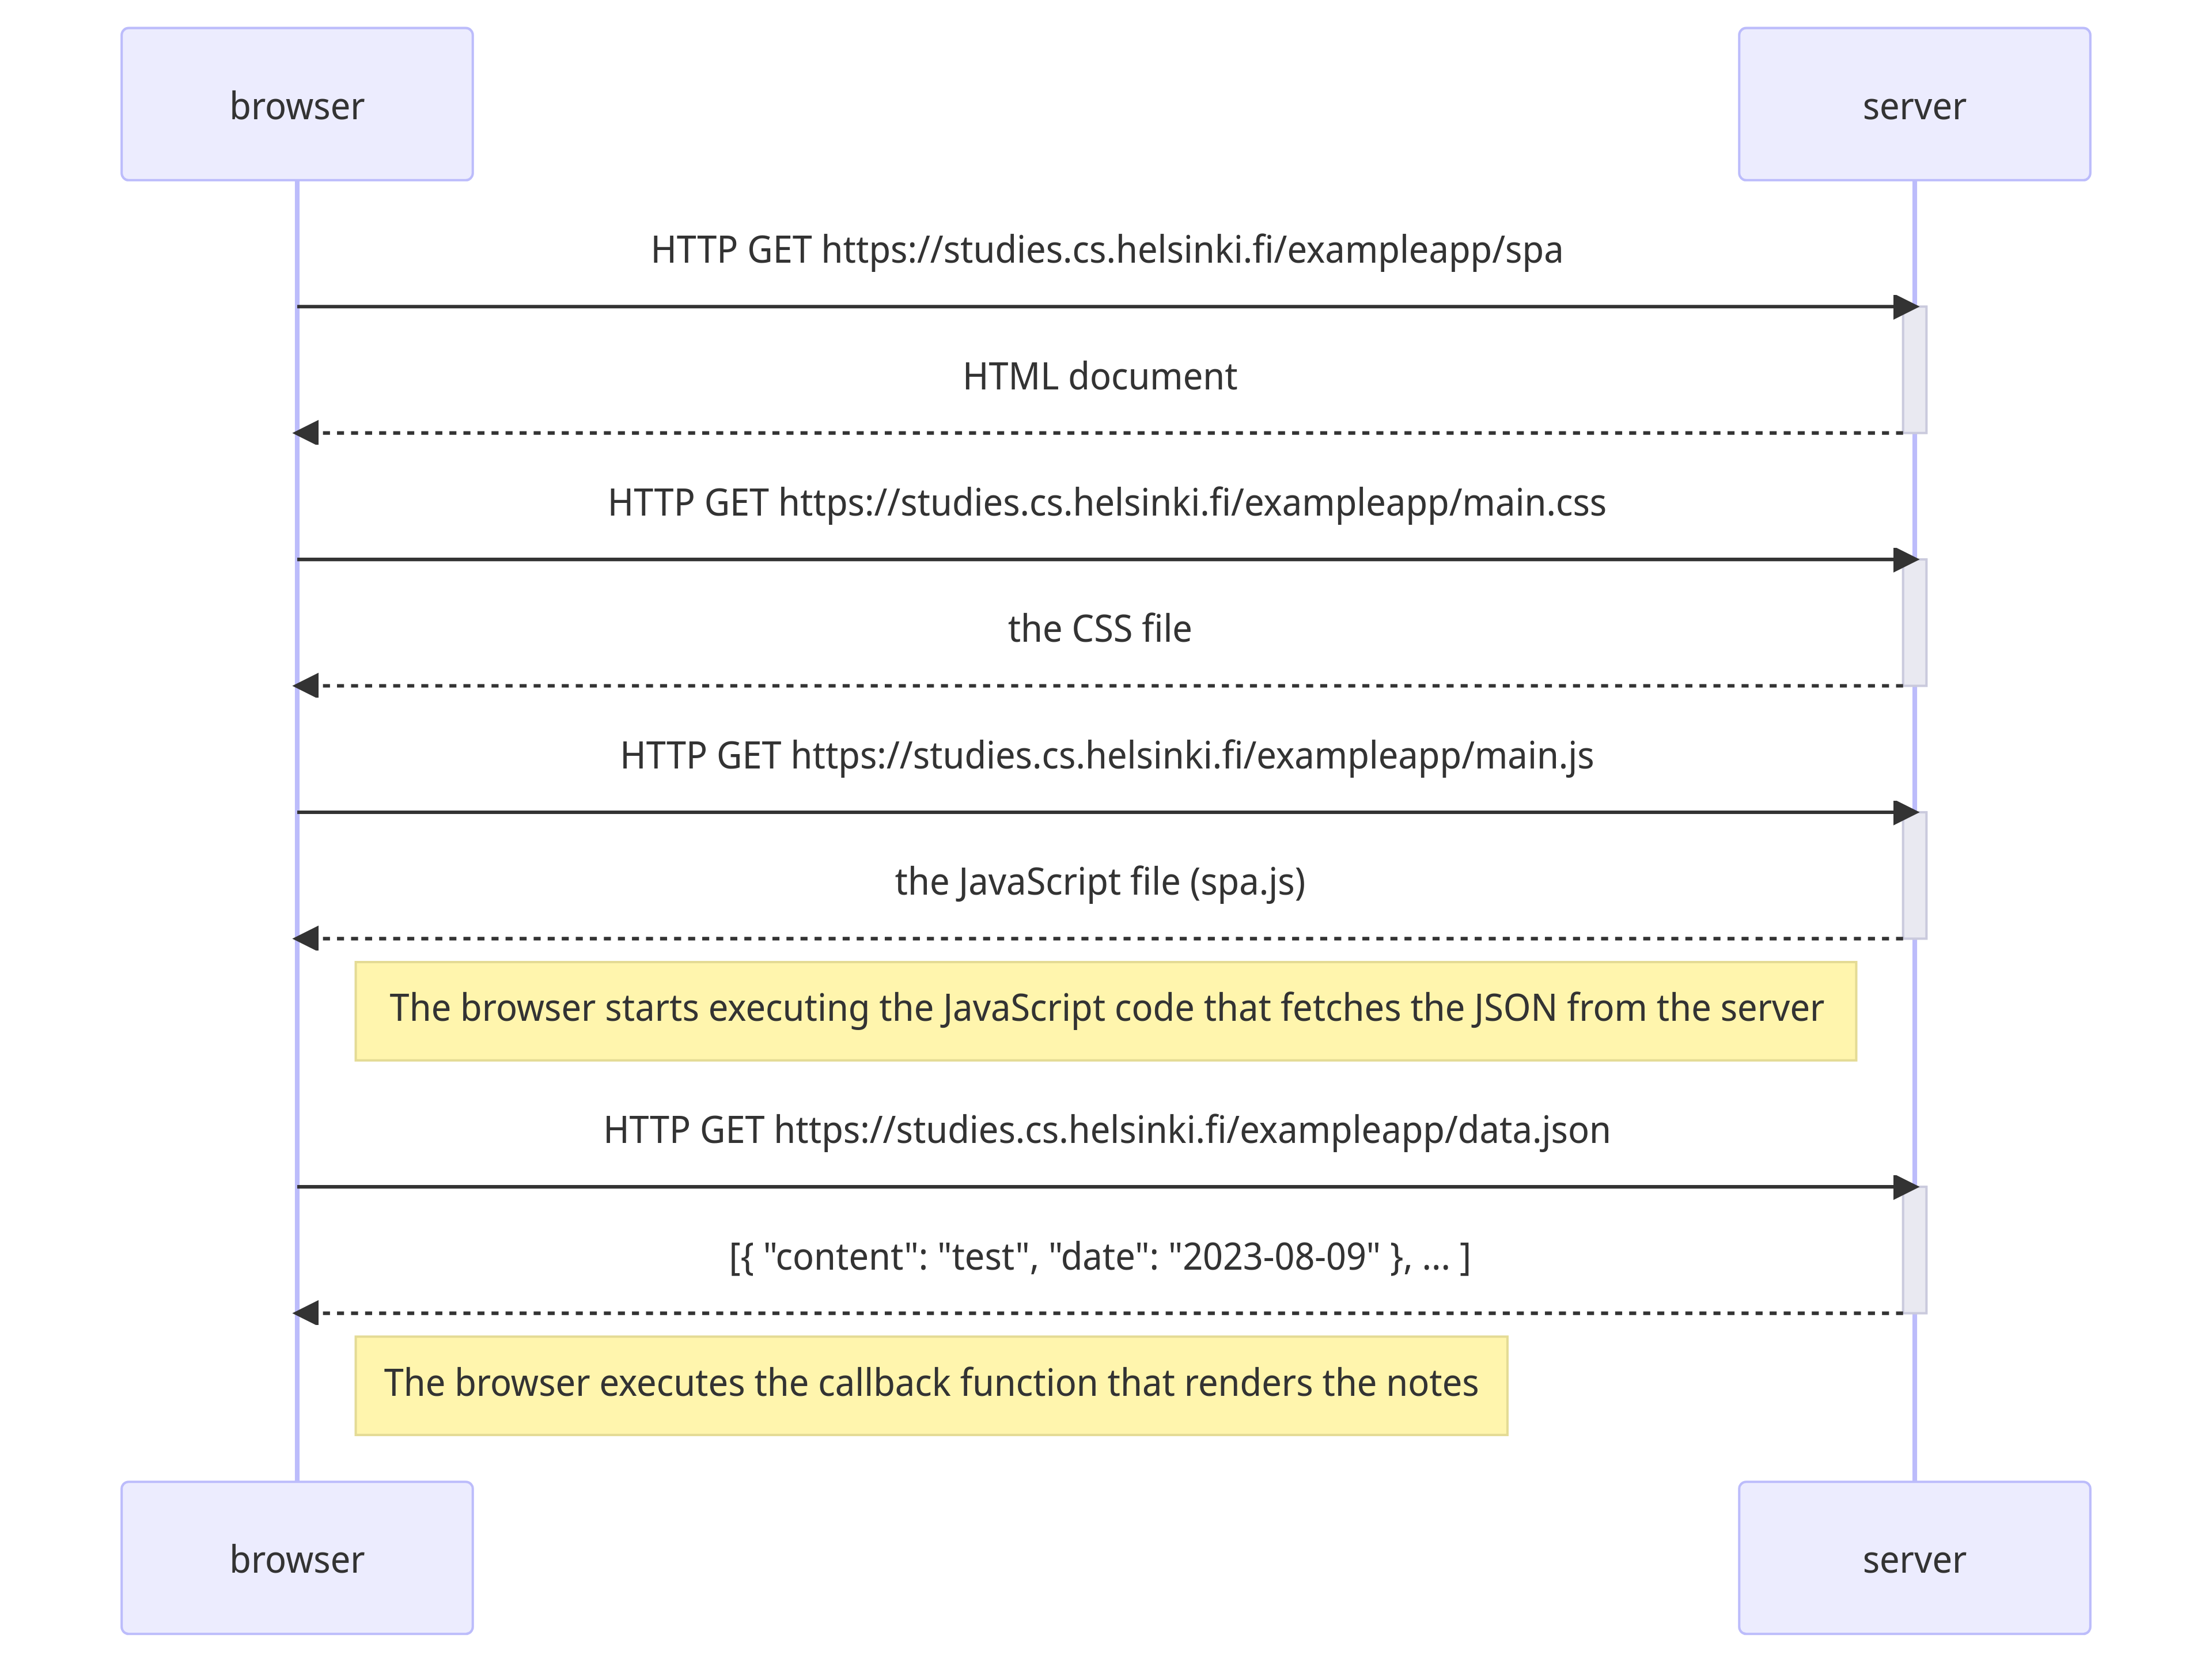 browser
server
HTTP GET https://studies.cs.helsinki.fi/exampleapp/spa
HTML document
HTTP GET https://studies.cs.helsinki.fi/exampleapp/main.css
the CSS file
HTTP GET https://studies.cs.helsinki.fi/exampleapp/main.js
the JavaScript file (spa.js)
The browser starts executing the JavaScript code that fetches the JSON from the server
HTTP GET https://studies.cs.helsinki.fi/exampleapp/data.json
[{ "content": "test", "date": "2023-08-09" }, ... ]
The browser executes the callback function that renders the notes
browser
server